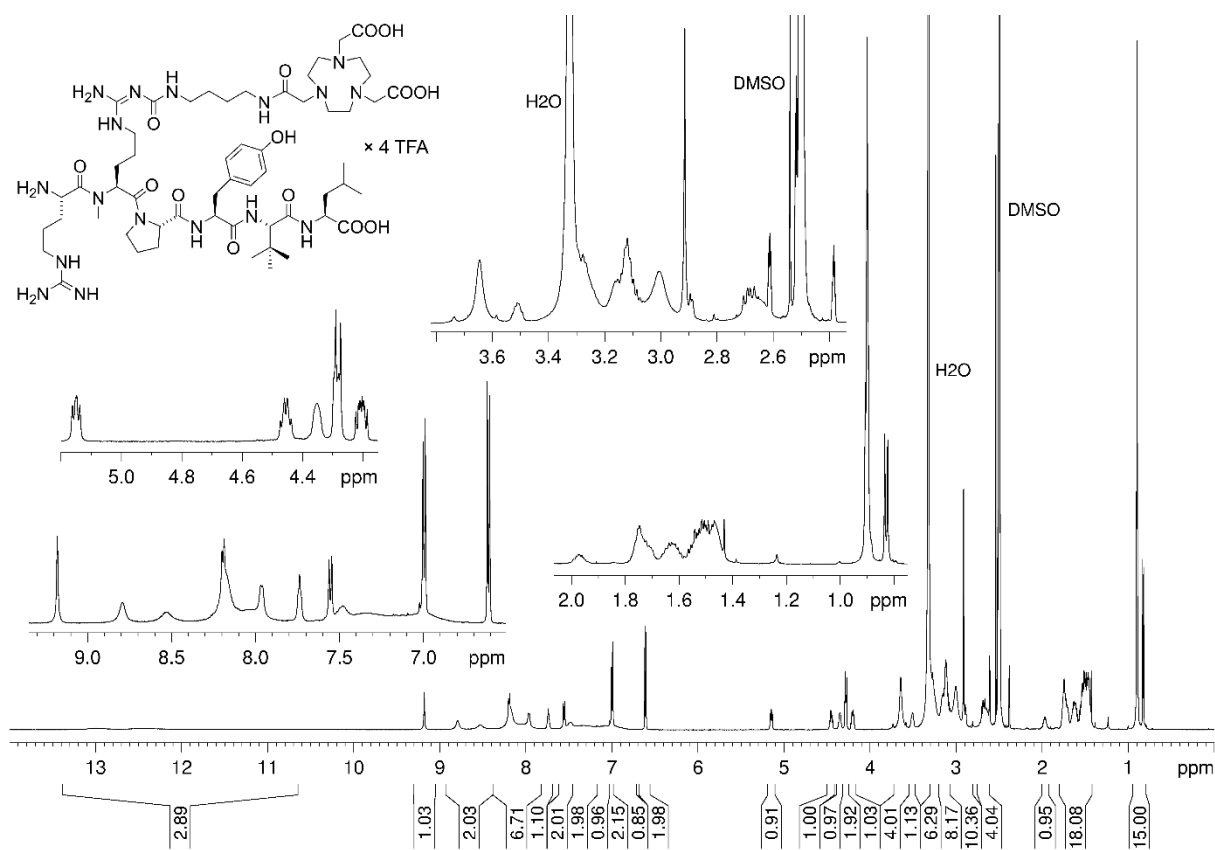 COOH
N
NH2 N H N O N N COOH
N H O N H
HN
OH
× 4 TFA
O
H2N N O
N O H N O H N
N H O N H O COOH
NH
H2N NH
H2O
DMSO
3.6 3.4 3.2 3.0 2.8 2.6 ppm
DMSO
H2O
5.0 4.8 4.6 4.4 ppm
2.0 1.8 1.6 1.4 1.2 1.0 ppm
9.0 8.5 8.0 7.5 7.0 ppm
13 12 11 10 9 8 7 6 5 4 3 2 1 ppm
2.89 1.03 2.03 6.71 1.10 2.01 1.98 0.96 2.15 0.85 1.98 0.91 1.00 0.97 1.92 1.03 4.01 1.13 6.29 8.17 10.36 4.04 0.95 18.08 15.00